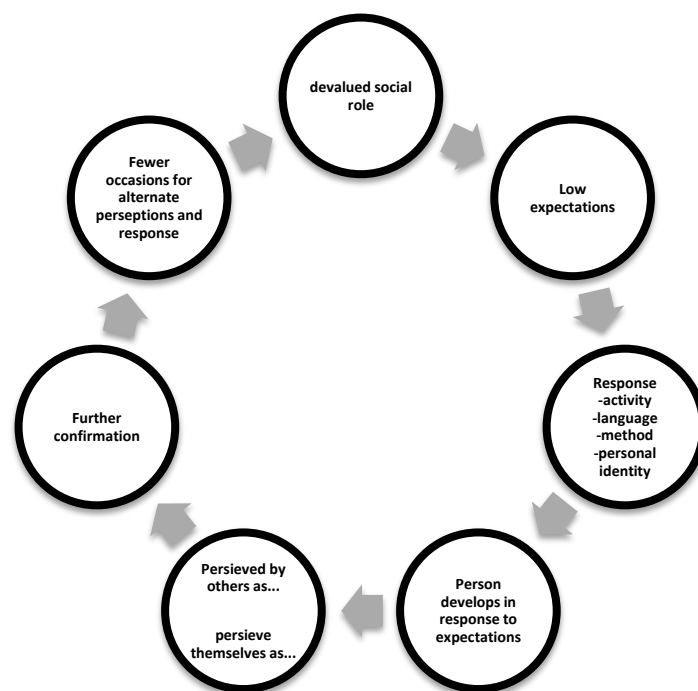 devalued social
role
Low
expectations
Response
-activity
-language
-method
-personal
identity
Person
develops in
response to
expectations
Persieved by
others as...
persieve
themselves as...
Further
confirmation
Fewer
occasions for
alternate
perseptions and
response